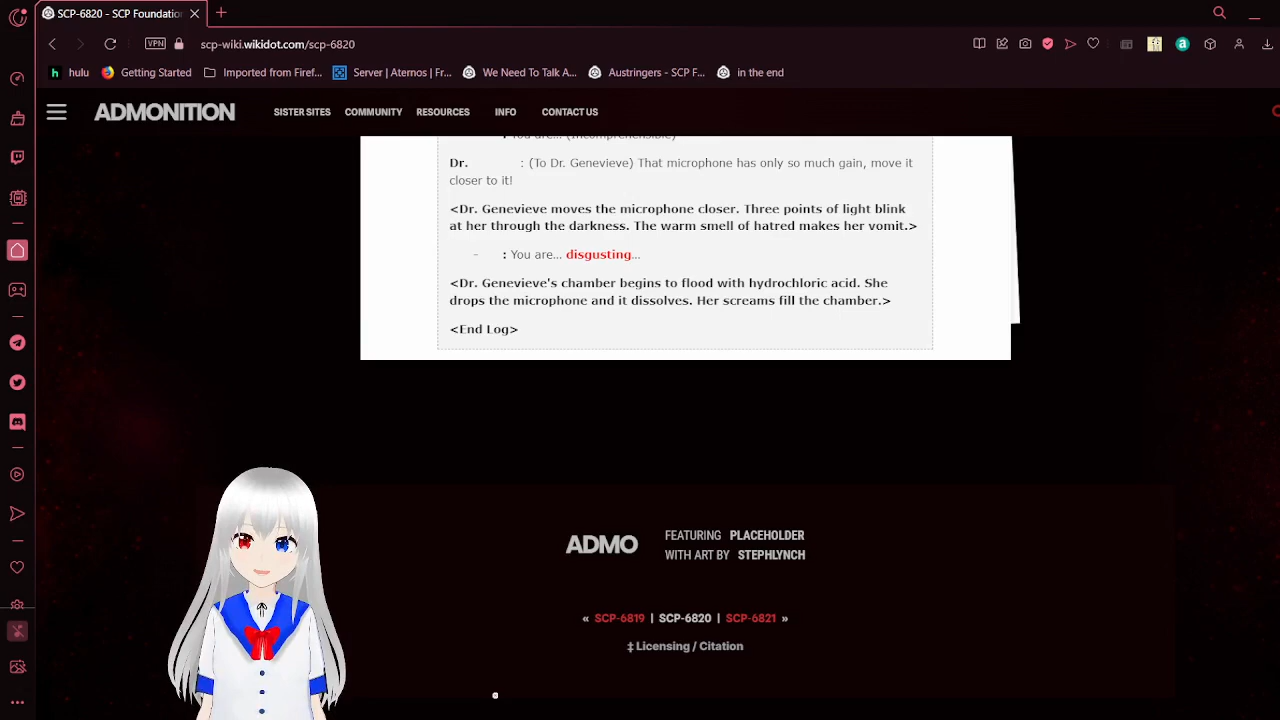 SCP-6820 - SCP Foundation
VPN
scp-wiki.wikidot.com/scp-6820
hulu
Getting Started
Imported from Firef...
Server | Aternos | Fr...
We Need To Talk A...
Austringers - SCP F...
in the end
ADMONITION
SISTER SITES
COMMUNITY
RESOURCES
INFO
CONTACT US
: You are... (Incomprehensible)
Dr. : (To Dr. Genevieve) That microphone has only so much gain, move it
closer to it!
<Dr. Genevieve moves the microphone closer. Three points of light blink
at her through the darkness. The warm smell of hatred makes her vomit.>
– : You are... disgusting...
<Dr. Genevieve's chamber begins to flood with hydrochloric acid. She
drops the microphone and it dissolves. Her screams fill the chamber.>
<End Log>
ADMO
FEATURING PLACEHOLDER
WITH ART BY STEPHLYNCH
« SCP-6819 | SCP-6820 | SCP-6821 »
‡ Licensing / Citation